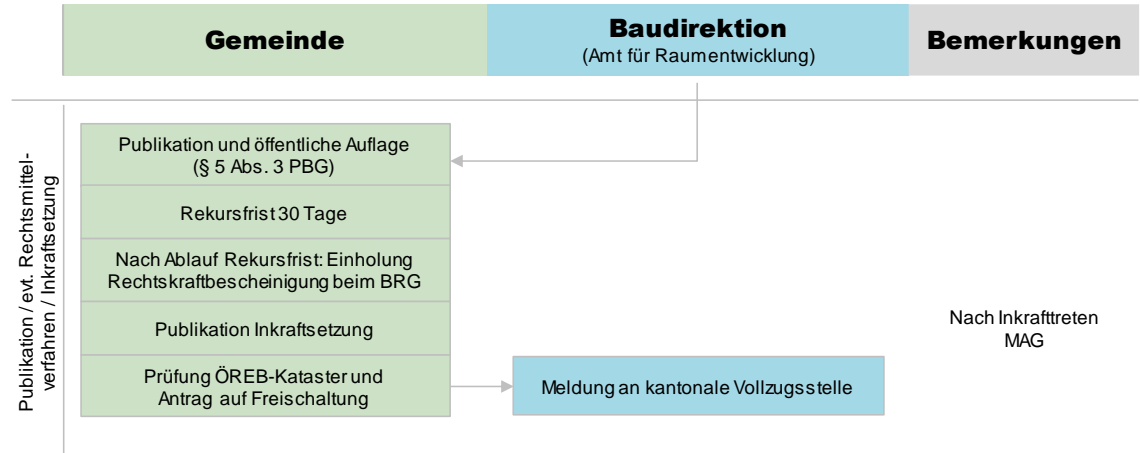 Gemeinde
Baudirektion
(Amt für Raumentwicklung)
Bemerkungen
Publikation / evt. Rechtsmittel-
verfahren / Inkraftsetzung
Publikation und öffentliche Auflage
(§ 5 Abs. 3 PBG)
Rekursfrist 30 Tage
Nach Ablauf Rekursfrist: Einholung
Rechtskraftbescheinigung beim BRG
Publikation Inkraftsetzung
Prüfung ÖREB-Kataster und
Antrag auf Freischaltung
Meldung an kantonale Vollzugsstelle
Nach Inkrafttreten
MAG